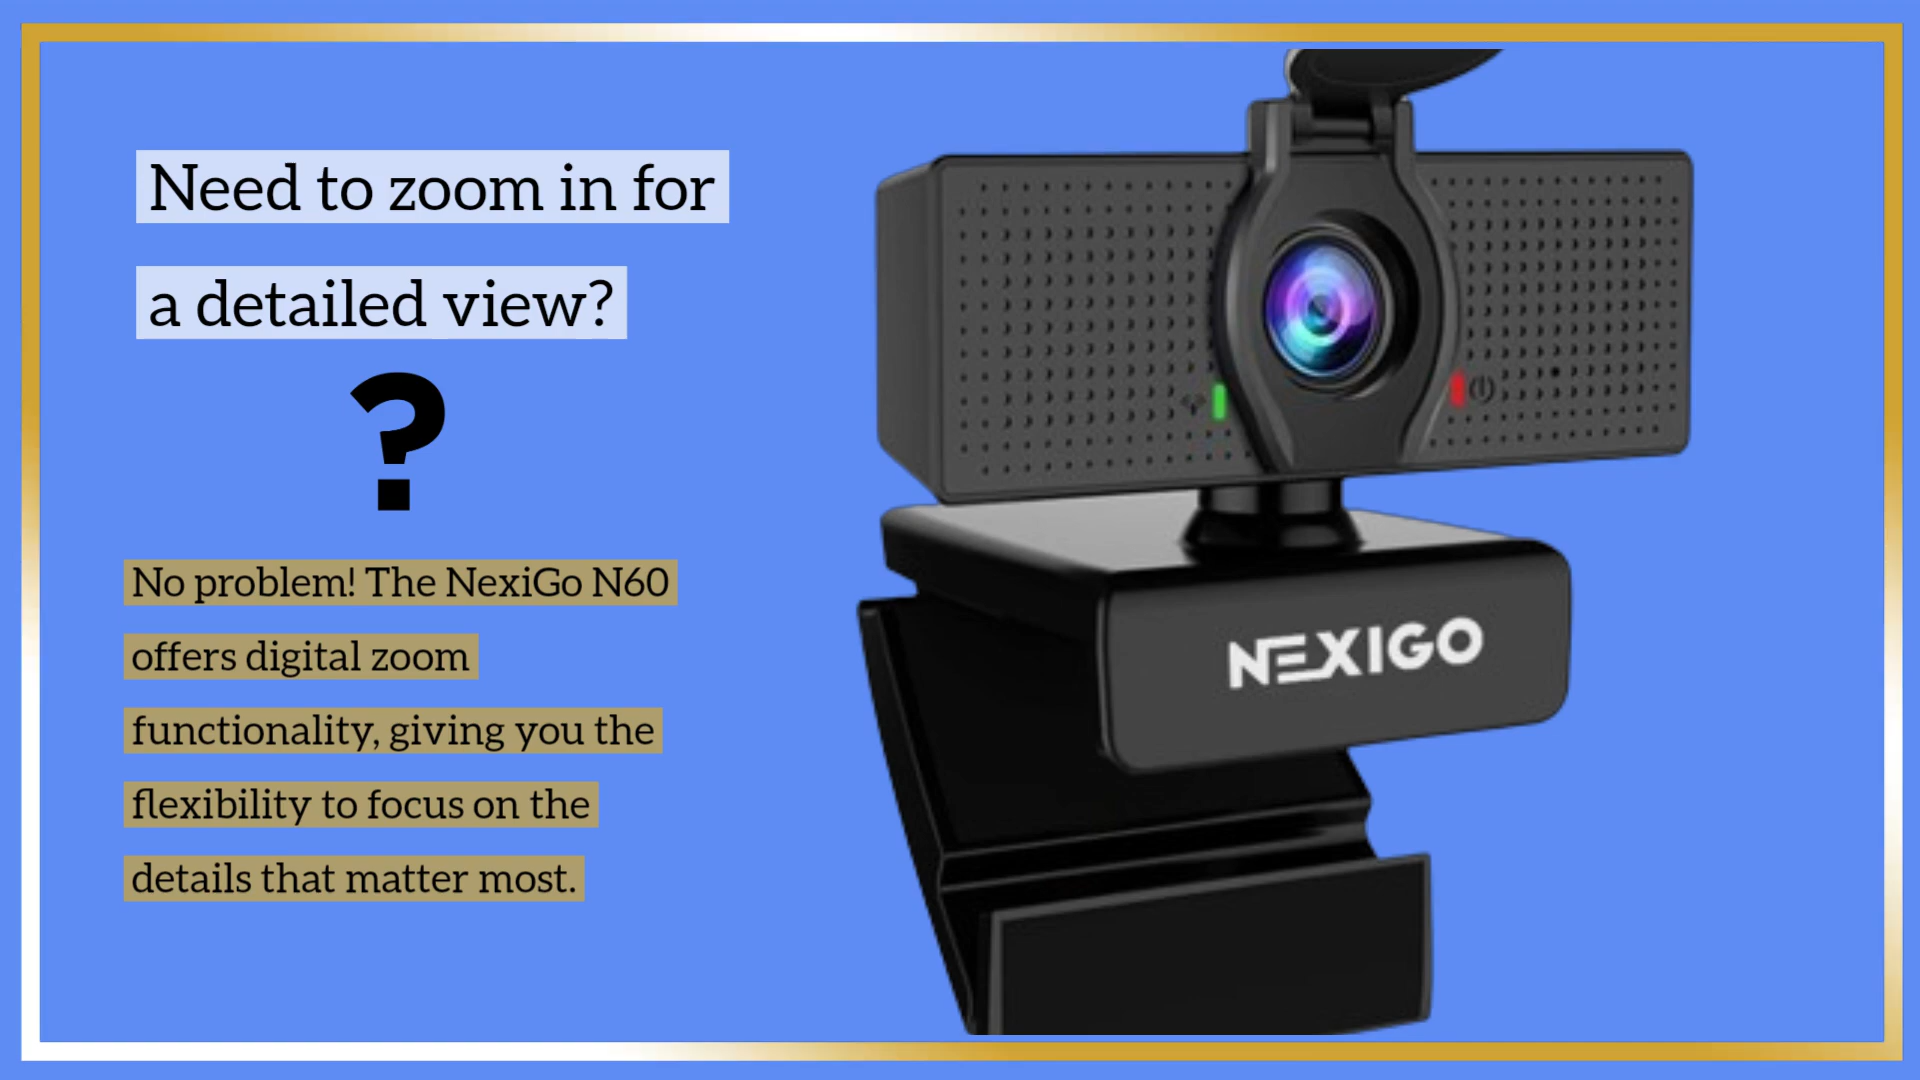 Need to zoom in for
a detailed view?
?
No problem! The NexiGo N60
offers digital zoom
functionality, giving you the
flexibility to focus on the
details that matter most.
NEXIGO